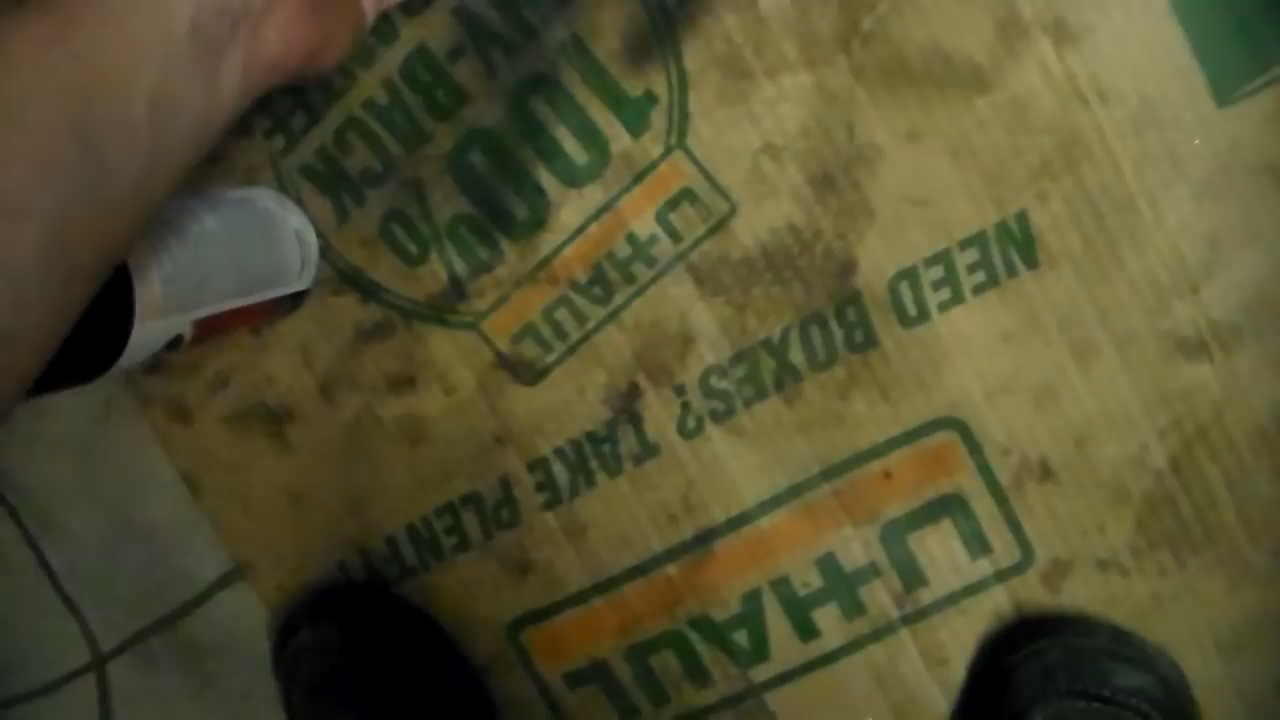 U-HAUL
NEED BOXES? TAKE PLENTY!
U-HAUL
100%
-BACK